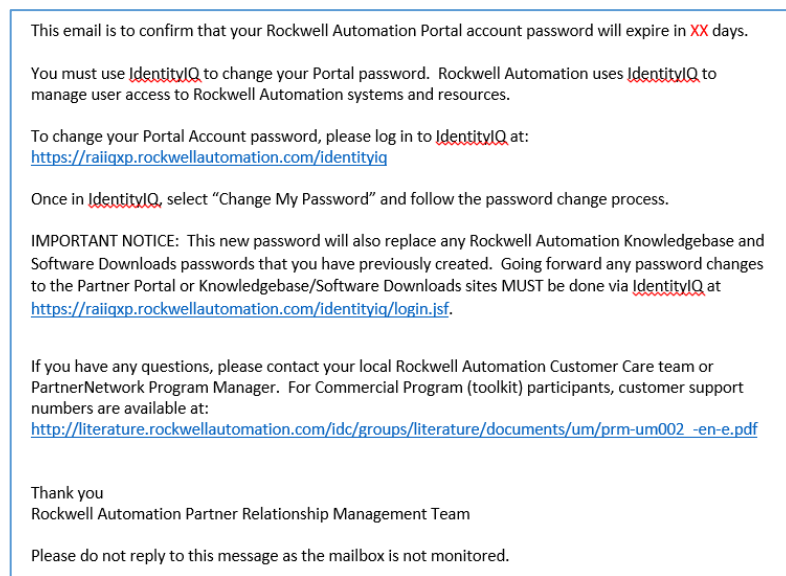 This email is to confirm that your Rockwell Automation Portal account password will expire in XX days.
You must use IdentityIQ to change your Portal password.  Rockwell Automation uses IdentityIQ to
manage user access to Rockwell Automation systems and resources.
To change your Portal Account password, please log in to IdentityIQ at:
https://raiiqxp.rockwellautomation.com/identityiq
Once in IdentityIQ, select “Change My Password” and follow the password change process.
IMPORTANT NOTICE:  This new password will also replace any Rockwell Automation Knowledgebase and
Software Downloads passwords that you have previously created.  Going forward any password changes
to the Partner Portal or Knowledgebase/Software Downloads sites MUST be done via IdentityIQ at
https://raiiqxp.rockwellautomation.com/identityiq/login.jsf.
If you have any questions, please contact your local Rockwell Automation Customer Care team or
PartnerNetwork Program Manager.  For Commercial Program (toolkit) participants, customer support
numbers are available at:
http://literature.rockwellautomation.com/idc/groups/literature/documents/um/prm-um002_-en-e.pdf
Thank you
Rockwell Automation Partner Relationship Management Team
Please do not reply to this message as the mailbox is not monitored.